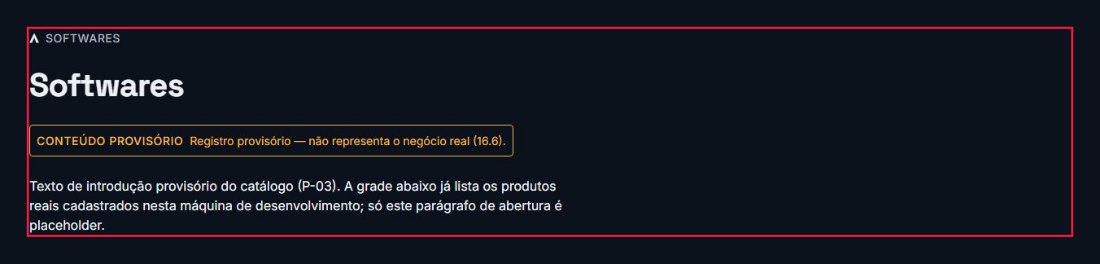 SOFTWARES
Softwares
CONTEÚDO PROVISÓRIO Registro provisório — não representa o negócio real (16.6).
Texto de introdução provisório do catálogo (P-03). A grade abaixo já lista os produtos
reais cadastrados nesta máquina de desenvolvimento; só este parágrafo de abertura é
placeholder.